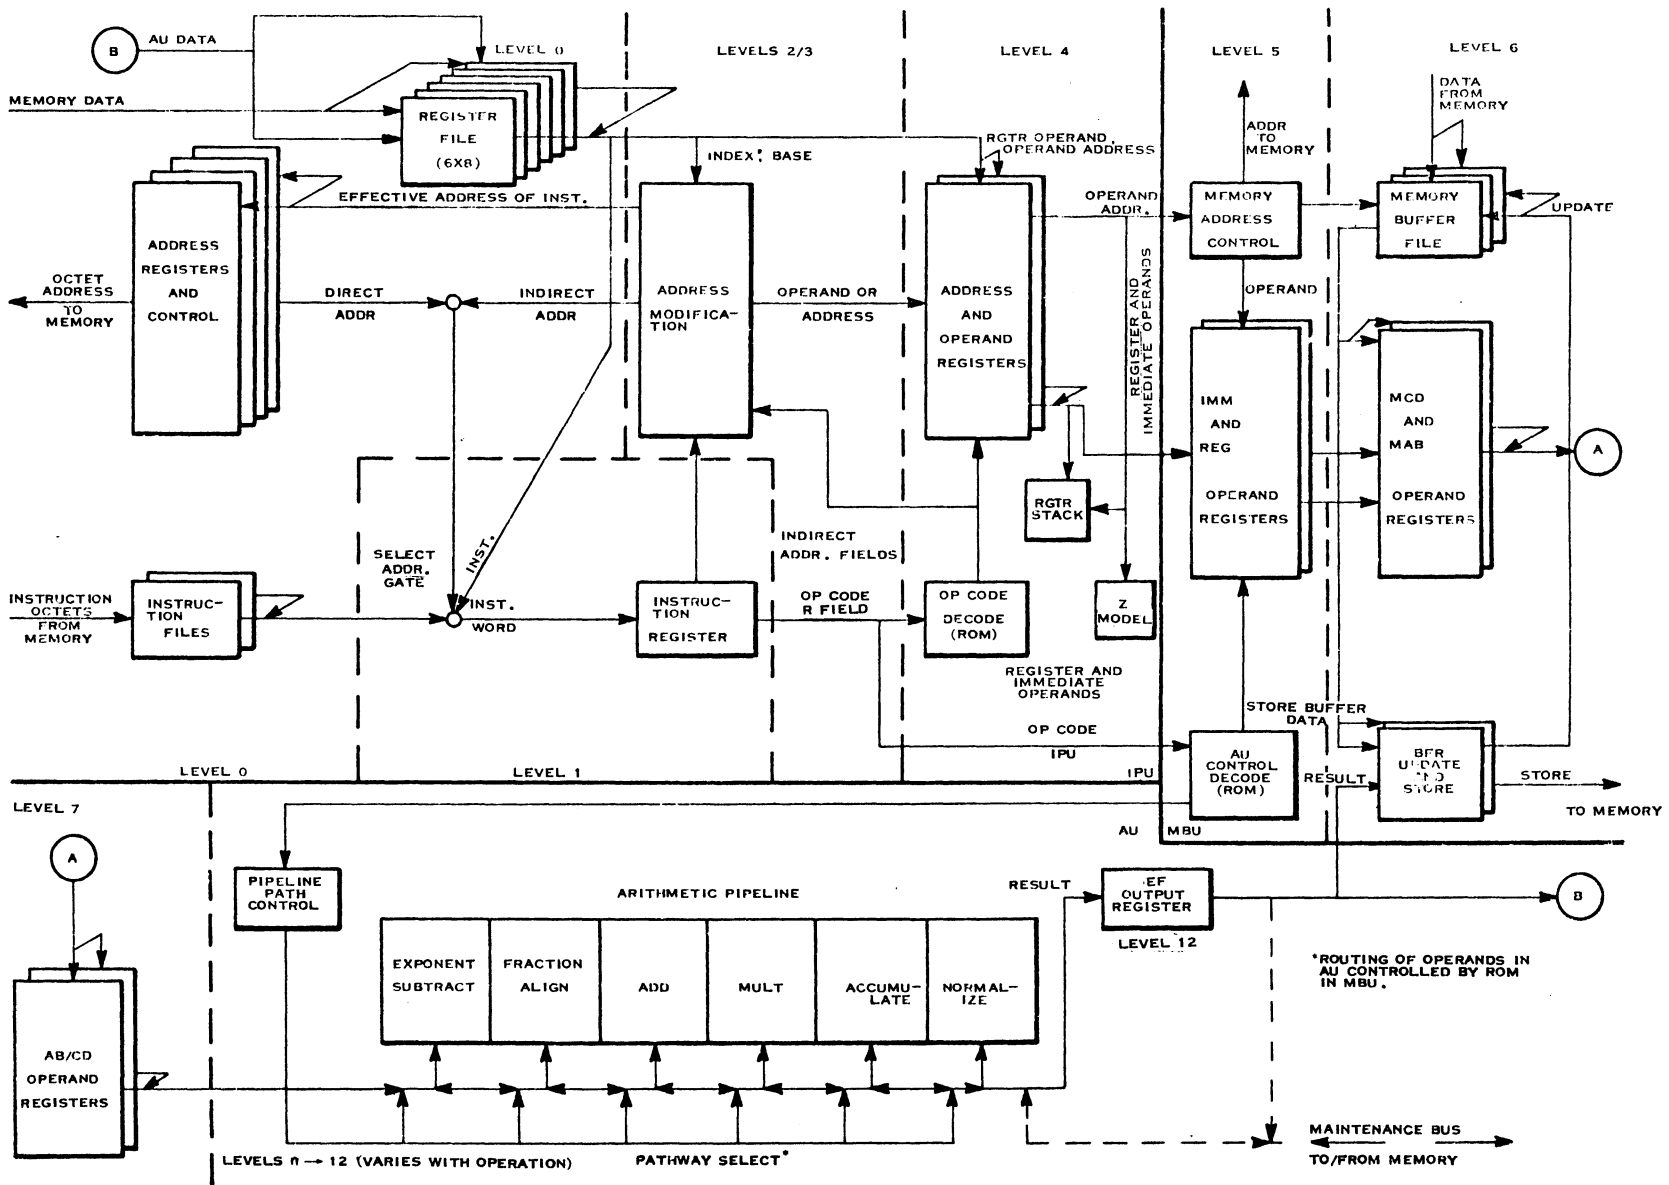 B
AU DATA
MEMORY DATA
LEVEL 0
REGISTER
FILE
(6X8)
LEVELS 2/3
LEVEL 4
LEVEL 5
LEVEL 6
DATA
FROM
MEMORY
ADDR
TO
MEMORY
RGTR OPERAND,
OPERAND ADDRESS
INDEX, BASE
EFFECTIVE ADDRESS OF INST.
ADDRESS
REGISTERS
AND
CONTROL
OCTET
ADDRESS
TO
MEMORY
DIRECT
ADDR
INDIRECT
ADDR
ADDRESS
MODIFICA-
TION
OPERAND OR
ADDRESS
ADDRESS
AND
OPERAND
REGISTERS
OPERAND
ADDR.
REGISTER AND
IMMEDIATE OPERANDS
MEMORY
ADDRESS
CONTROL
MEMORY
BUFFER
FILE
UPDATE
OPERAND
IMM
AND
REG
OPERAND
REGISTERS
MCD
AND
MAB
OPERAND
REGISTERS
A
RGTR
STACK
Z
MODEL
INSTRUCTION
OCTETS
FROM
MEMORY
INSTRUC-
TION
FILES
SELECT
ADDR.
GATE
INST.
INST.
WORD
INSTRUC-
TION
REGISTER
INDIRECT
ADDR. FIELDS
OP CODE
R FIELD
OP CODE
DECODE
(ROM)
REGISTER AND
IMMEDIATE
OPERANDS
OP CODE
IPU
IPU
STORE BUFFER
DATA
AU
CONTROL
DECODE
(ROM)
RESULT
BFR
UPDATE
STORE
STORE
TO MEMORY
LEVEL 0
LEVEL 1
AU
MBU
LEVEL 7
A
AB/CD
OPERAND
REGISTERS
PIPELINE
PATH
CONTROL
ARITHMETIC PIPELINE
EXPONENT
SUBTRACT
FRACTION
ALIGN
ADD
MULT
ACCUMU-
LATE
NORMAL-
IZE
RESULT
EF
OUTPUT
REGISTER
LEVEL 12
B
*ROUTING OF OPERANDS IN
AU CONTROLLED BY ROM
IN MBU.
LEVELS n → 12 (VARIES WITH OPERATION)
PATHWAY SELECT*
MAINTENANCE BUS
TO/FROM MEMORY